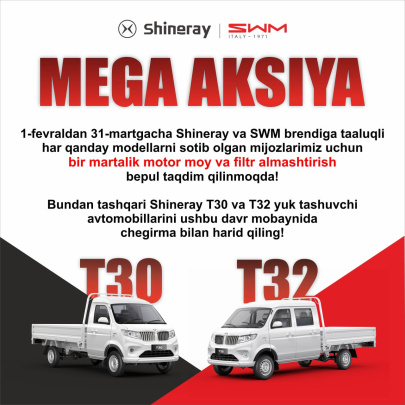 Shineray SWM
ITALY - 1971
MEGA AKSIYA
1-fevraldan 31-martgacha Shineray va SWM brendiga taaluqli
har qanday modellarni sotib olgan mijozlarimiz uchun
bir martalik motor moy va filtr almashtirish
bepul taqdim qilinmoqda!
Bundan tashqari Shineray T30 va T32 yuk tashuvchi
avtomobillarini ushbu davr mobaynida
chegirma bilan harid qiling!
T30 T32